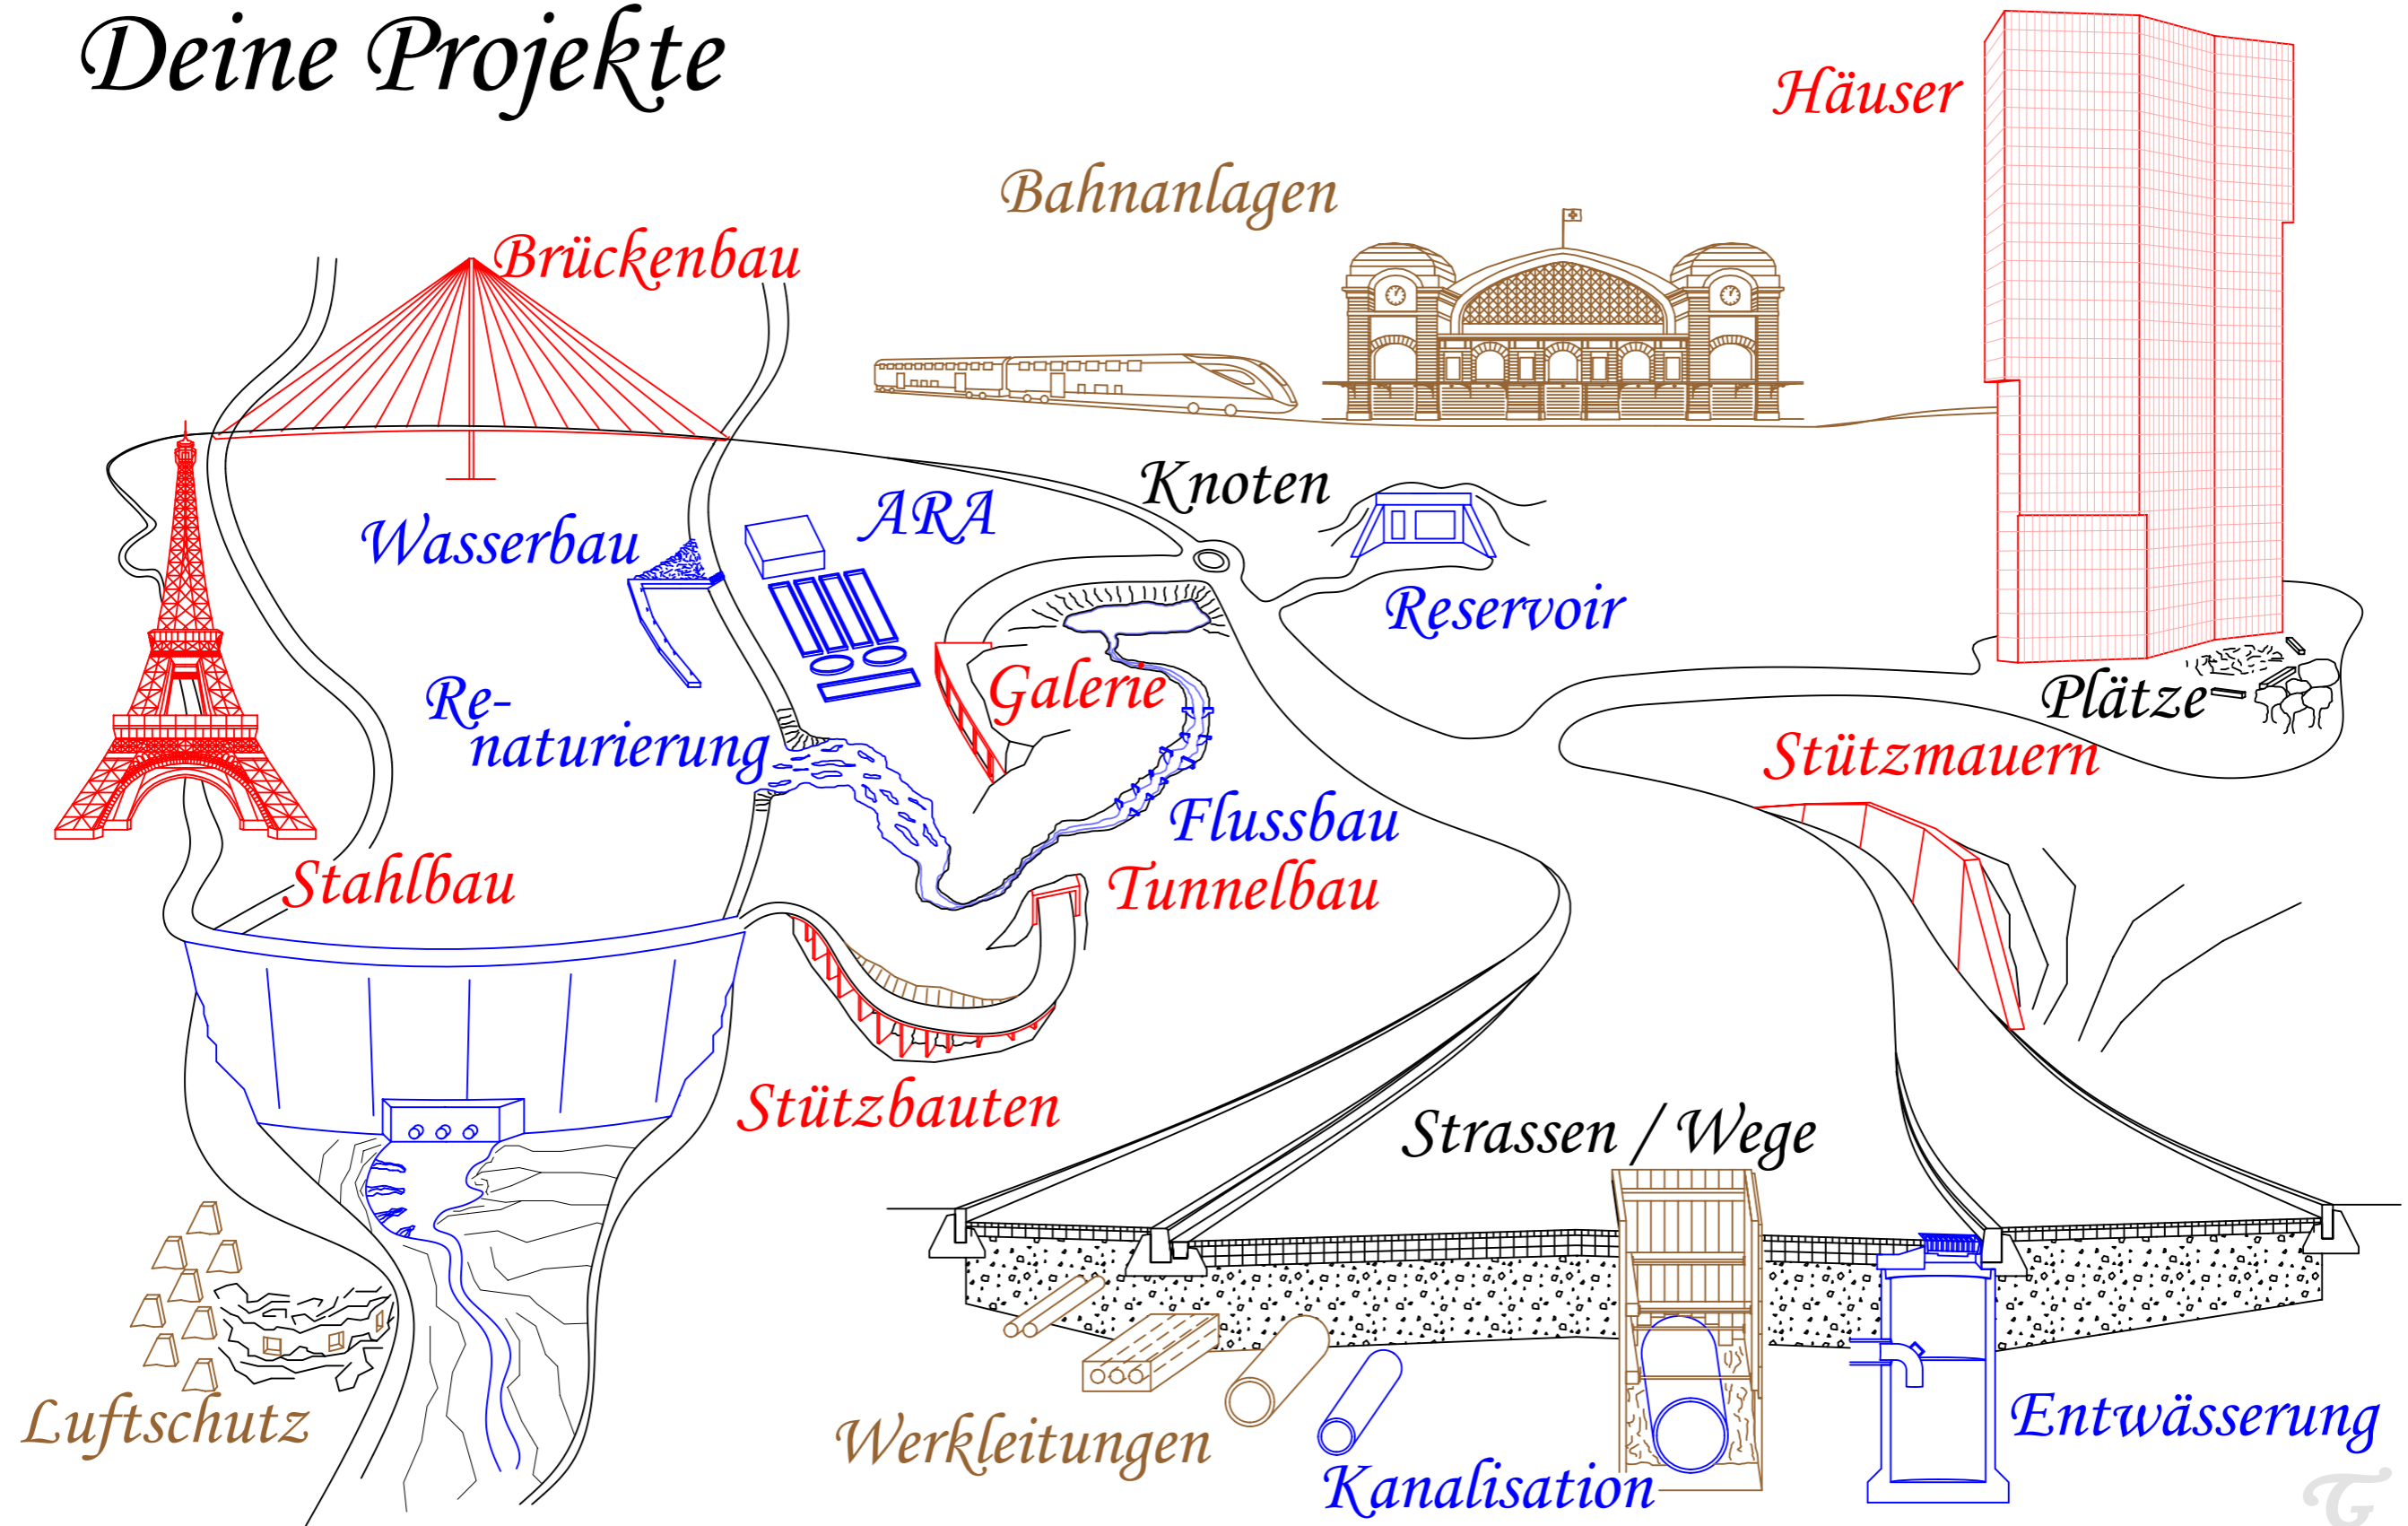 Deine Projekte
Häuser
Bahnanlagen
Brückenbau
Knoten
ARA
Wasserbau
Reservoir
Galerie
Plätze
Re-
naturierung
Stützmauern
Flussbau
Stahlbau
Tunnelbau
Stützbauten
Strassen / Wege
Luftschutz
Werkleitungen
Entwässerung
Kanalisation